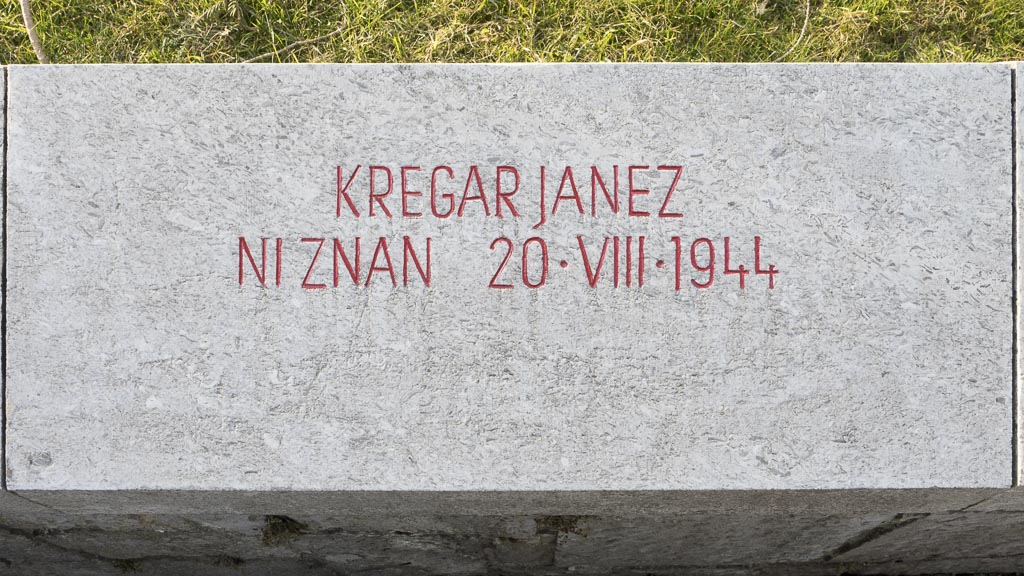 KREGAR JANEZ
NI ZNAN 20·VIII·1944